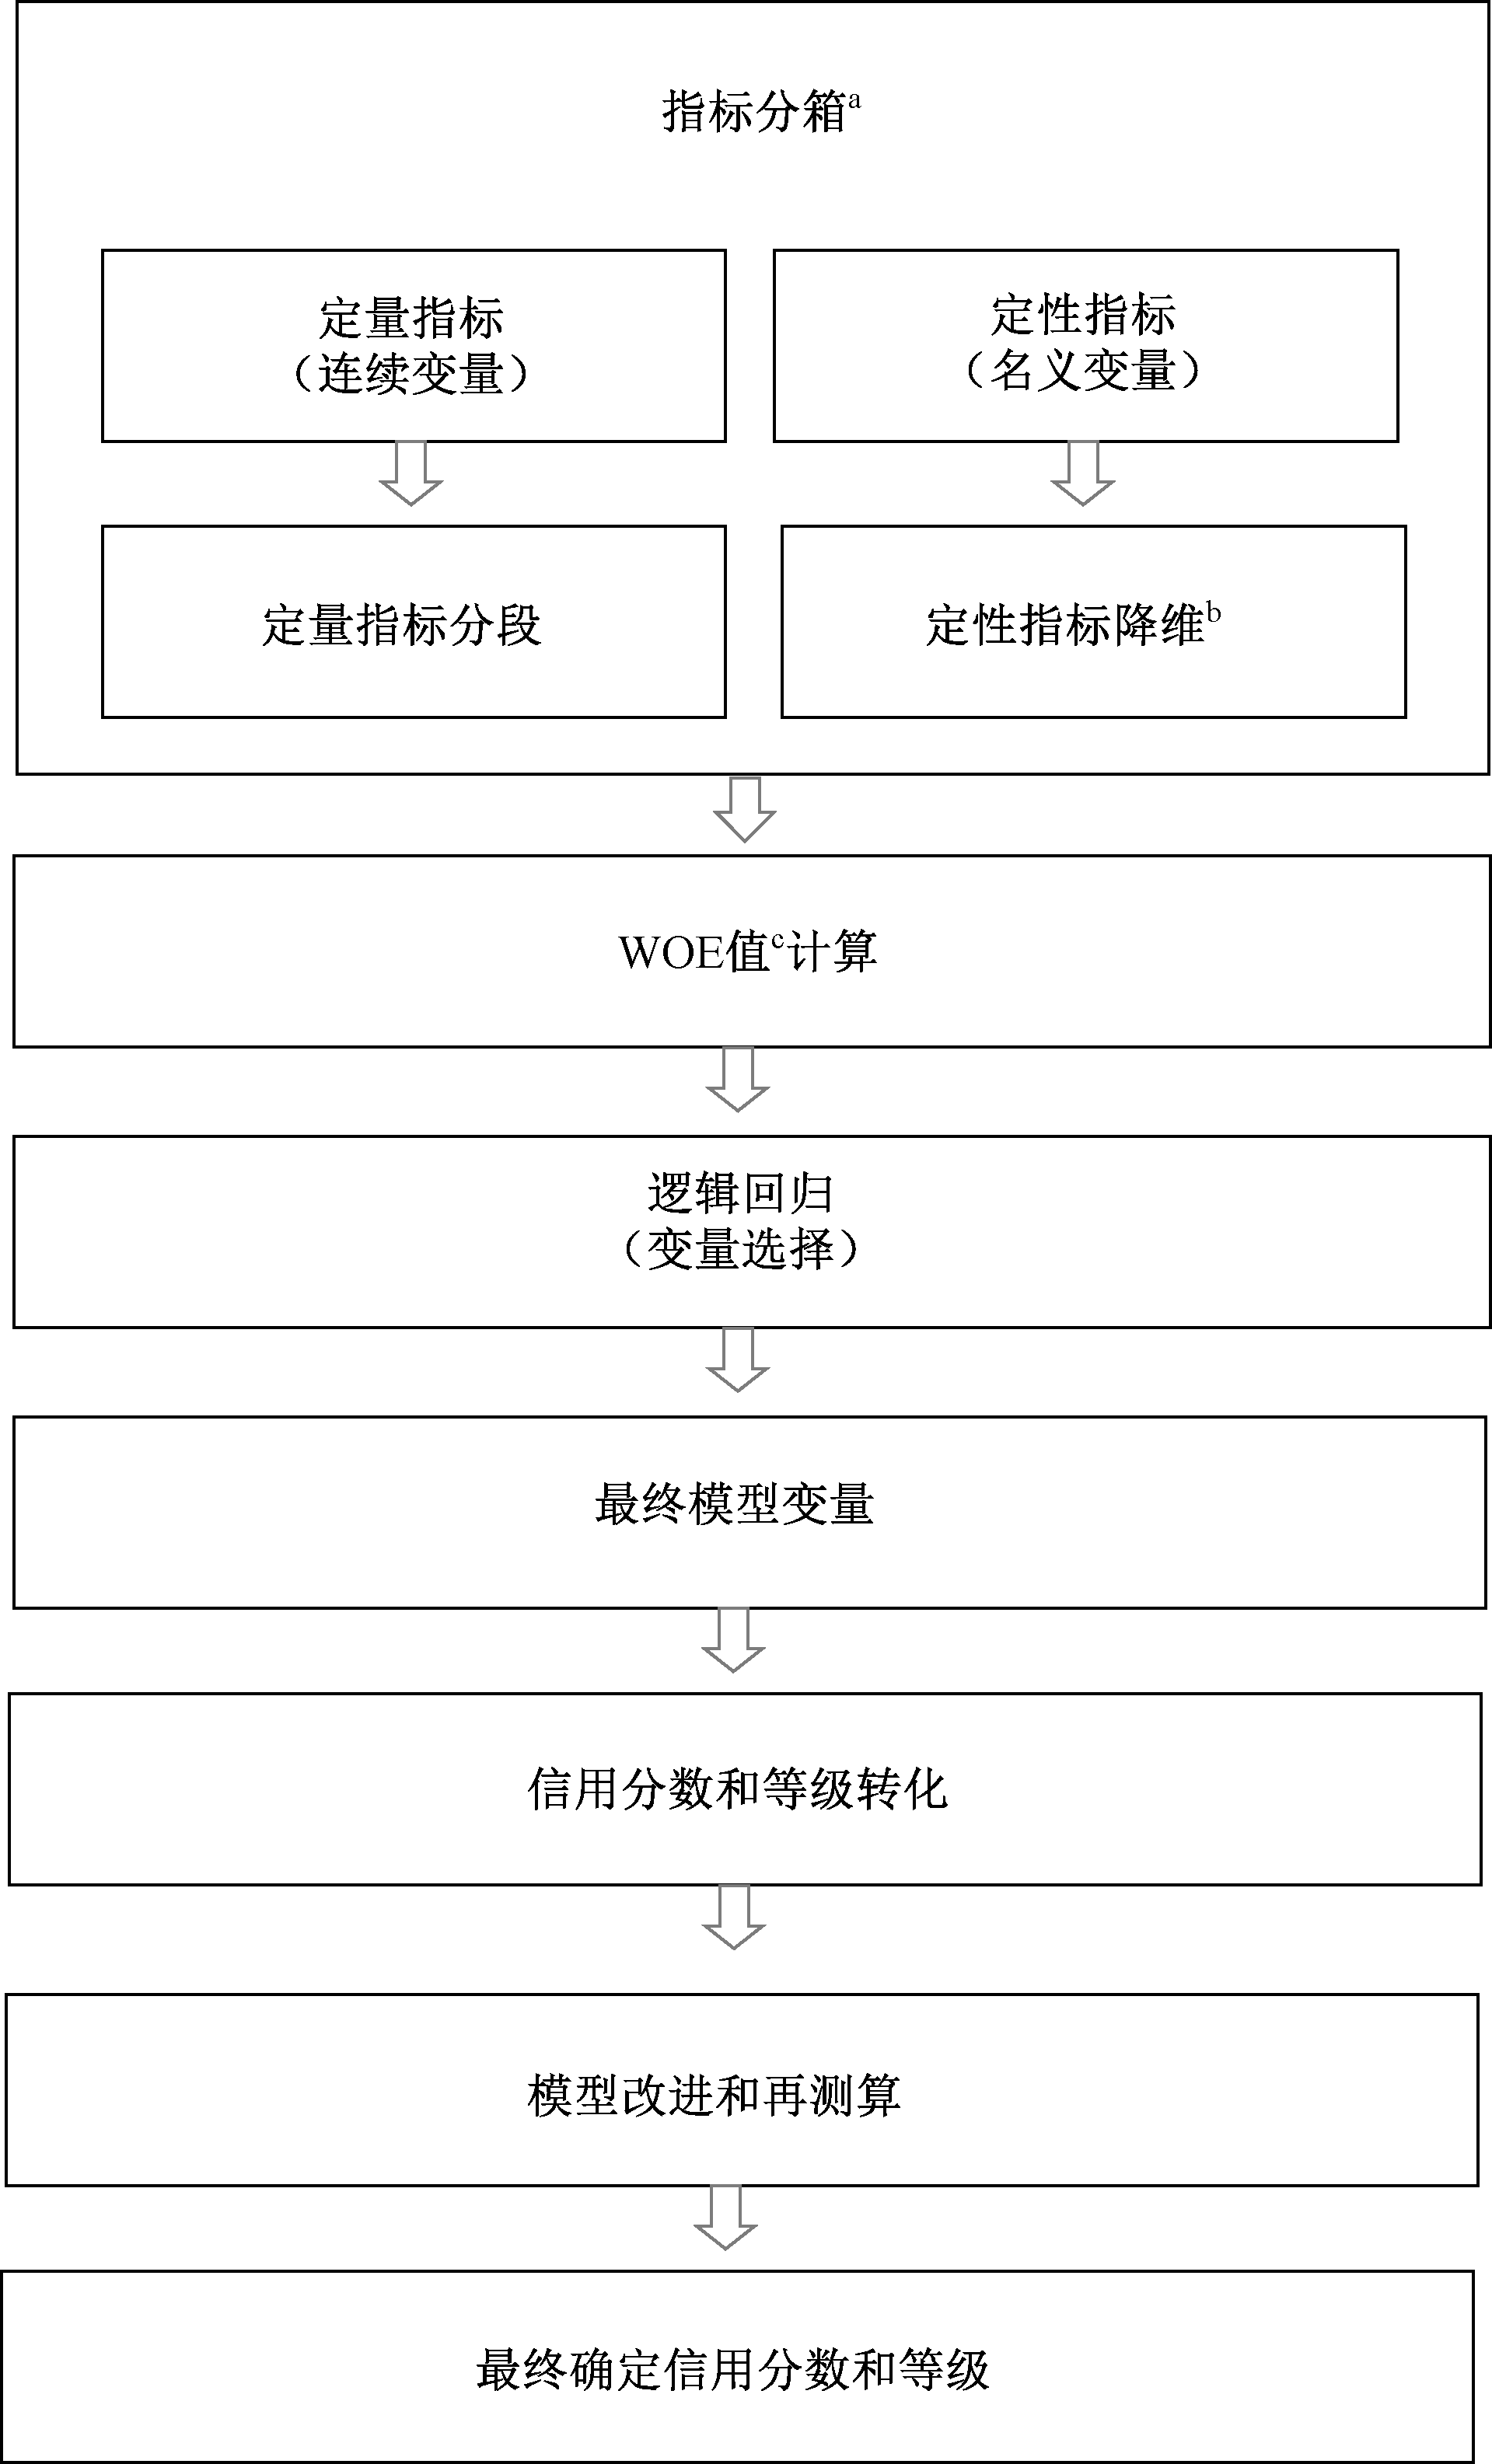 指标分箱a
定量指标
（连续变量）
定性指标
（名义变量）
定量指标分段
定性指标降维b
WOE值c计算
逻辑回归
（变量选择）
最终模型变量
信用分数和等级转化
模型改进和再测算
最终确定信用分数和等级